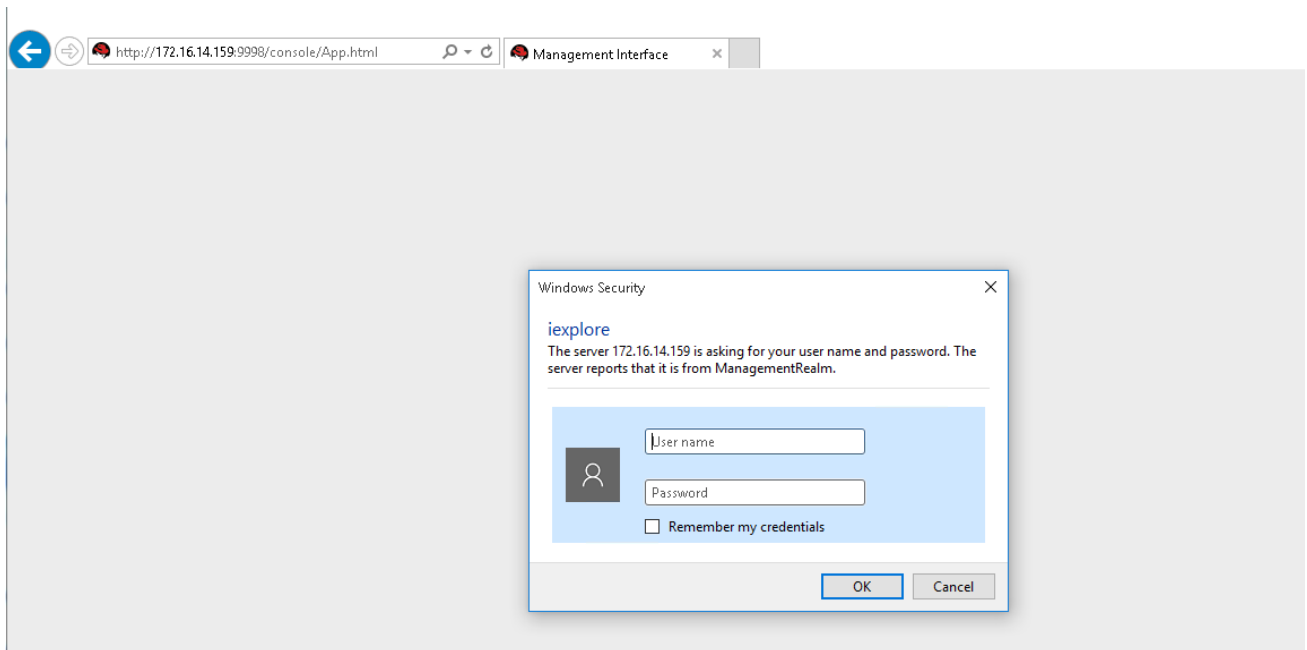 http://172.16.14.159:9998/console/App.html
Management Interface
Windows Security
iexplore
The server 172.16.14.159 is asking for your user name and password. The
server reports that it is from ManagementRealm.
User name
Password
Remember my credentials
OK
Cancel